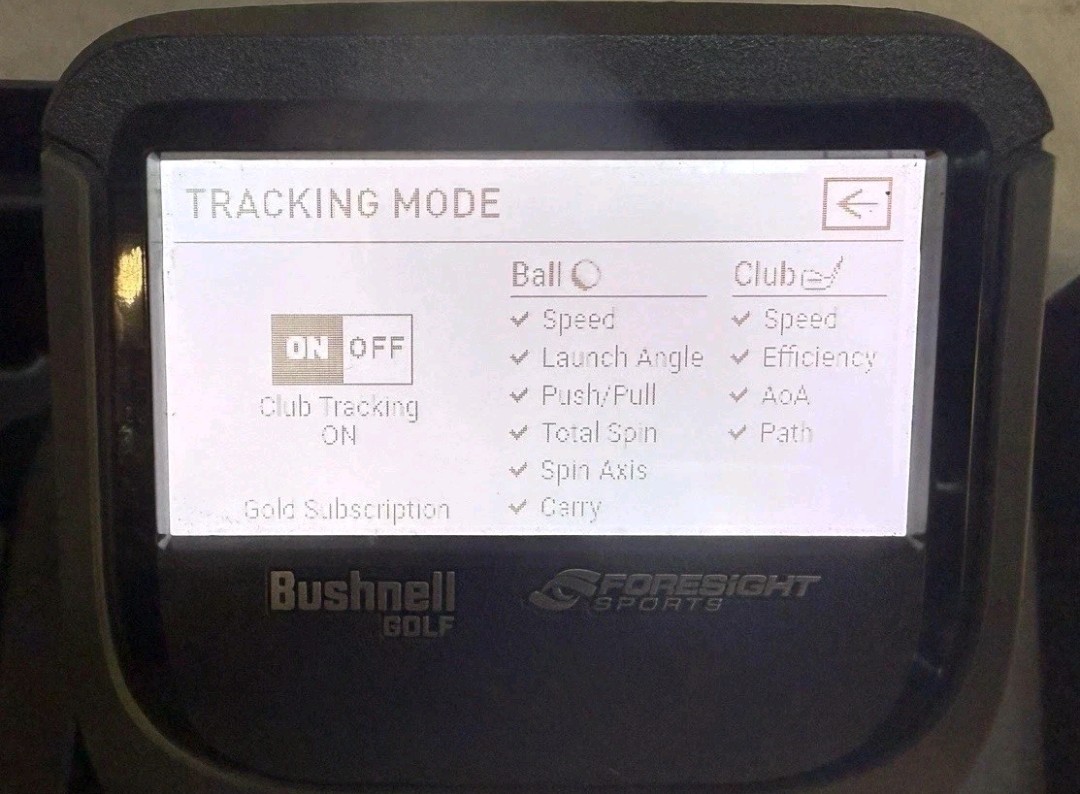 TRACKING MODE
ON OFF
Club Tracking
ON
Gold Subscription
Ball
Speed
Launch Angle
Push/Pull
Total Spin
Spin Axis
Carry
Club
Speed
Efficiency
AoA
Path
Bushnell
GOLF
FORESIGHT
SPORTS